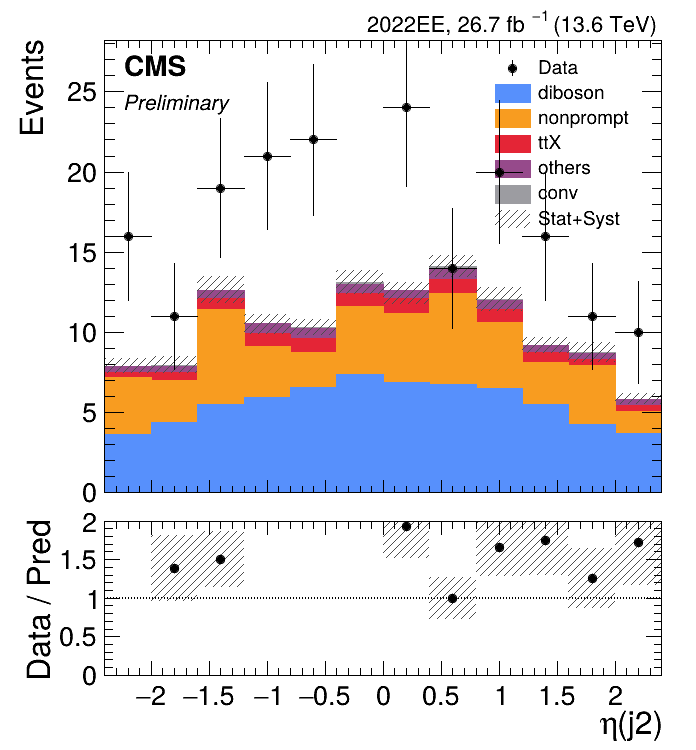 2022EE, 26.7 fb⁻¹ (13.6 TeV)
CMS
Preliminary
Data
diboson
nonprompt
ttX
others
conv
Stat+Syst
Events
25
20
15
10
5
0
Data / Pred
2
1.5
1
0.5
0
−2 −1.5 −1 −0.5 0 0.5 1 1.5 2
η(j2)